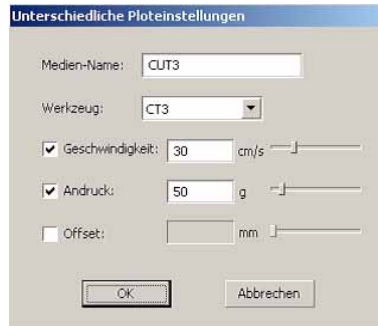 Unterschiedliche Ploteinstellungen
Medien-Name: CUT3
Werkzeug: CT3
Geschwindigkeit: 30 cm/s
Andruck: 50 g
Offset: mm
OK Abbrechen